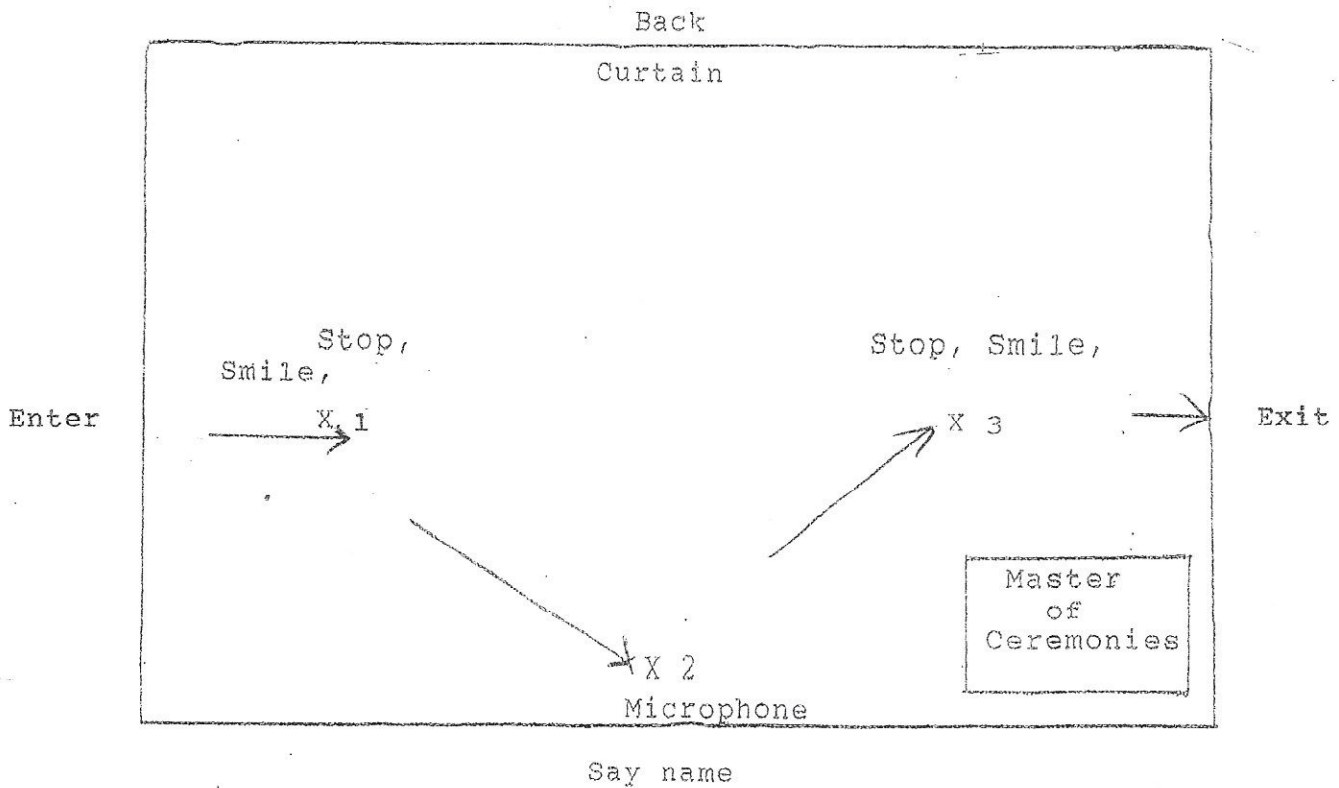 Back
Curtain
Stop,
Smile,
Stop, Smile,
Enter
X 1
X 3
Exit
Master
of
Ceremonies
X 2
Microphone
Say name